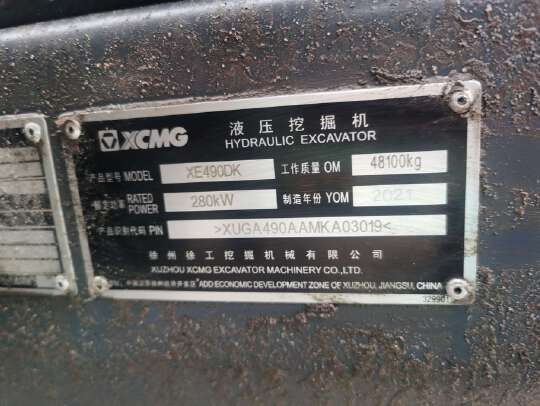 XCMG
液压挖掘机
HYDRAULIC EXCAVATOR
产品型号 MODEL XE490DK 工作质量 OM 48100kg
额定功率 RATED POWER 280kW 制造年份 YOM 2021
产品识别代码 PIN >XUGA490AAMKA03019<
徐州徐工挖掘机械有限公司
XUZHOU XCMG EXCAVATOR MACHINERY CO.,LTD.
ADD:ECONOMIC DEVELOPMENT ZONE OF XUZHOU, JIANGSU, CHINA